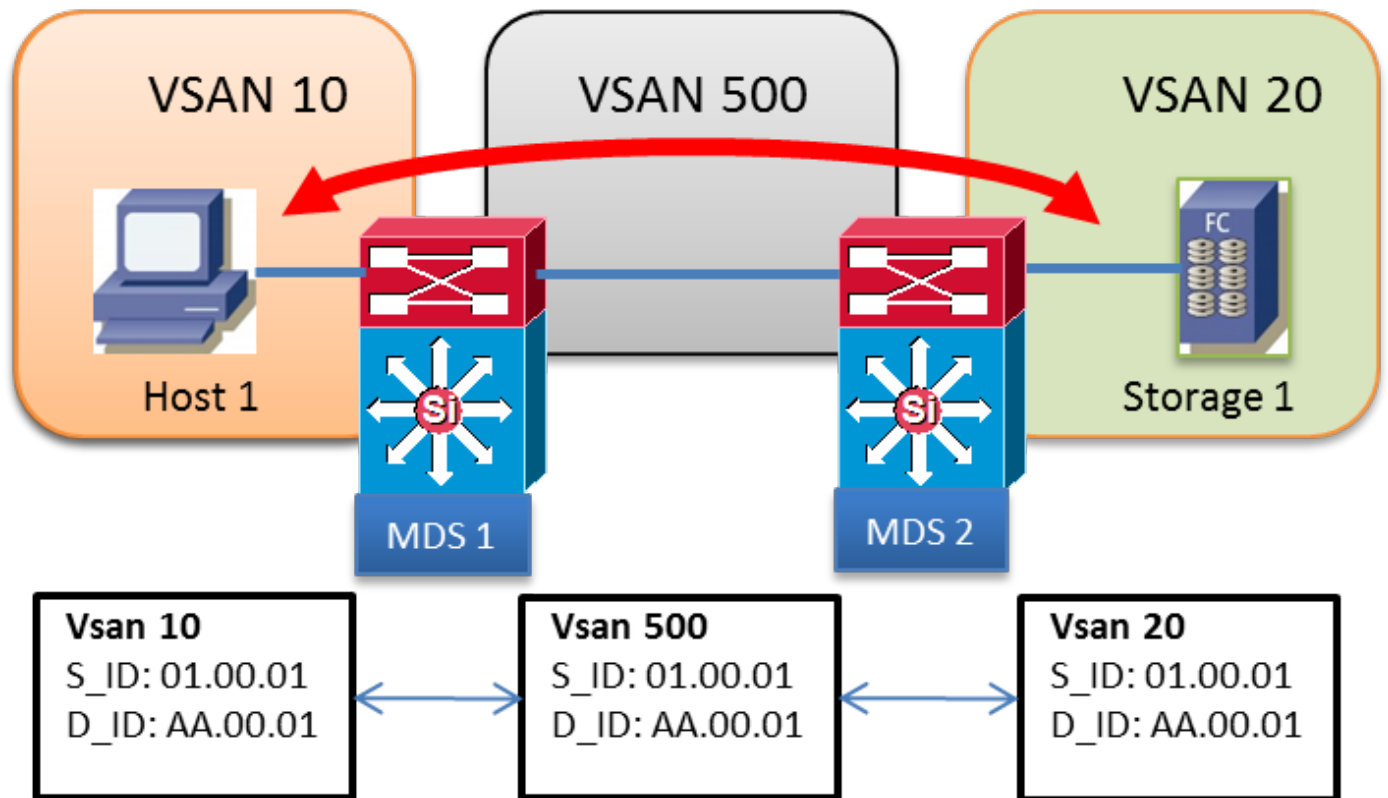 VSAN 10
VSAN 500
VSAN 20
FC
Host 1
Storage 1
Si
Si
MDS 1
MDS 2
Vsan 10
S_ID: 01.00.01
D_ID: AA.00.01
Vsan 500
S_ID: 01.00.01
D_ID: AA.00.01
Vsan 20
S_ID: 01.00.01
D_ID: AA.00.01